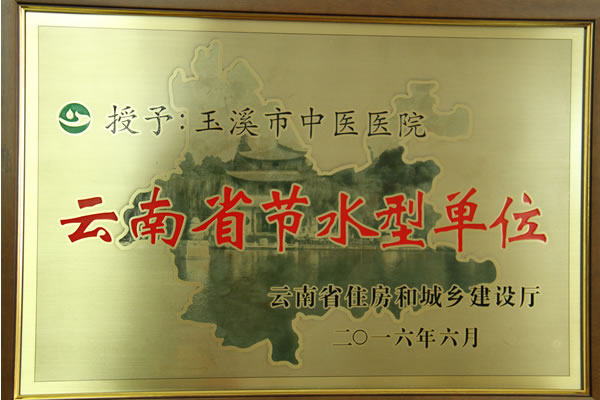 授予:玉溪市中医医院
云南省节水型单位
云南省住房和城乡建设厅
二〇一六年六月